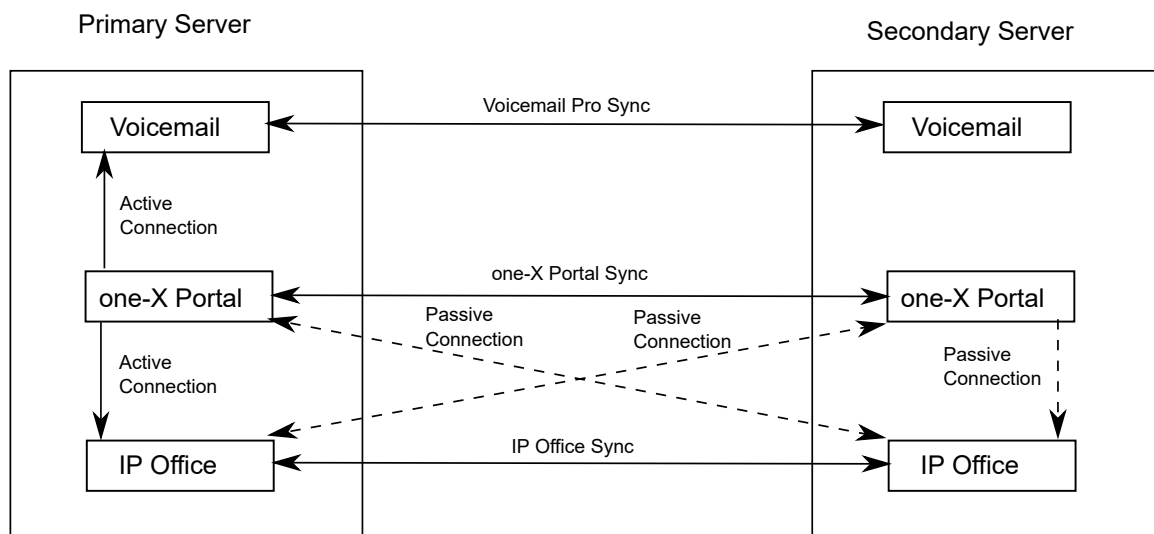 Primary Server
Secondary Server
Voicemail
Voicemail Pro Sync
Voicemail
Active
Connection
one-X Portal
one-X Portal Sync
one-X Portal
Passive
Connection
Passive
Connection
Active
Connection
Passive
Connection
IP Office
IP Office Sync
IP Office